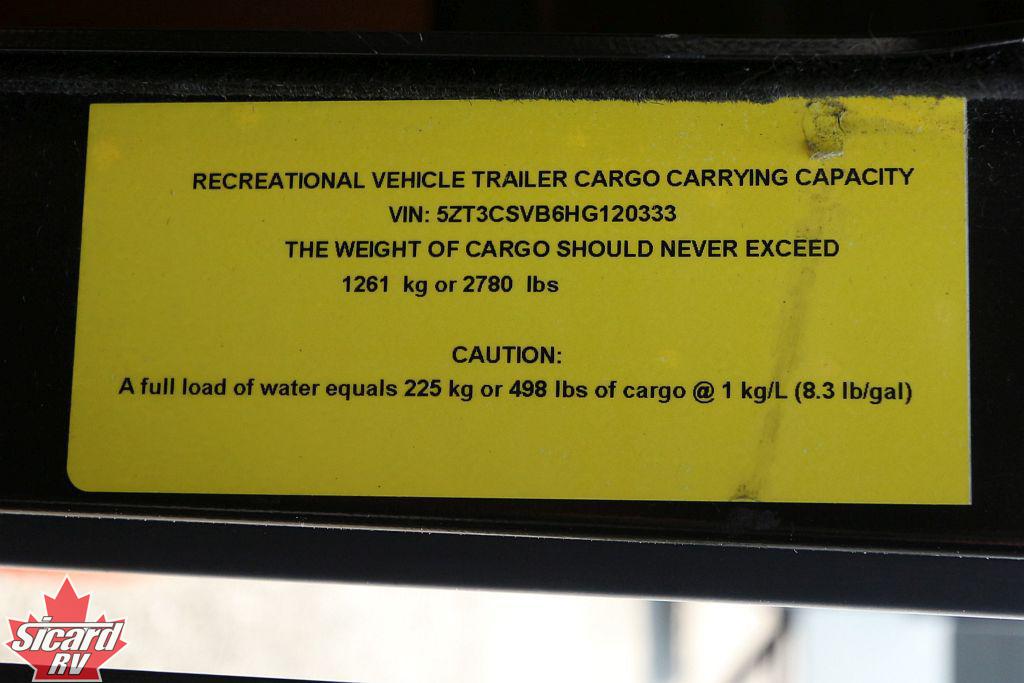 RECREATIONAL VEHICLE TRAILER CARGO CARRYING CAPACITY
VIN: 5ZT3CSVB6HG120333
THE WEIGHT OF CARGO SHOULD NEVER EXCEED
1261 kg or 2780 lbs
CAUTION:
A full load of water equals 225 kg or 498 lbs of cargo @ 1 kg/L (8.3 lb/gal)
Sicard
RV